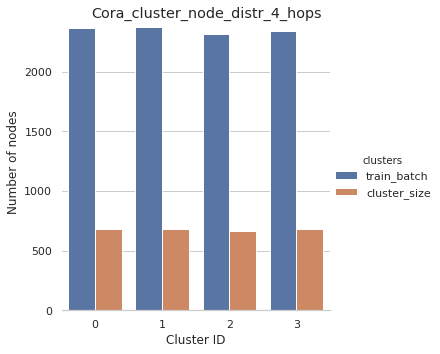 Cora_cluster_node_distr_4_hops
Number of nodes
2000
1500
1000
500
0
0 1 2 3
Cluster ID
clusters
train_batch
cluster_size